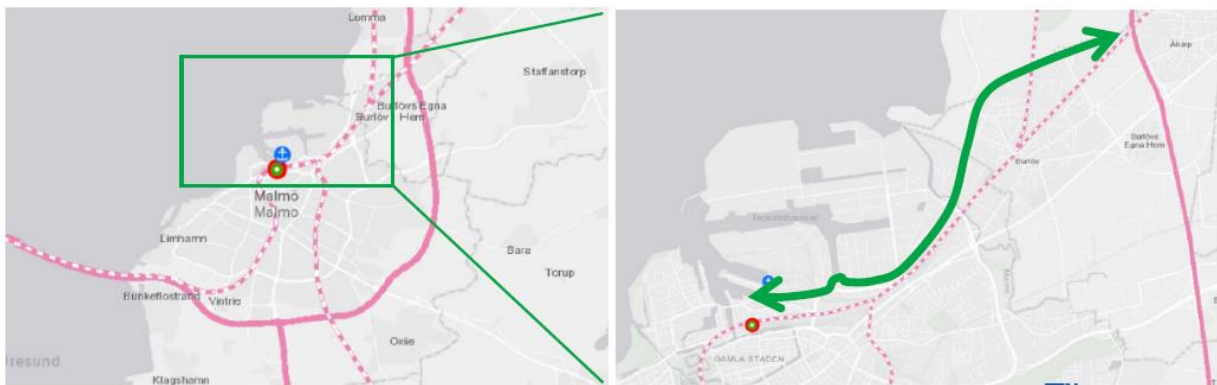 Lomma
Staffanstorp
Burlövs Egna
Burlöv Hem
Malmö
Malmö
Limhamn
Bara
Torup
Bunkeflostrand
Vintrie
Oxie
Klagshamn
Åkarp
Burlövs
Egna Hem
Burlöv
GAMLA STADEN